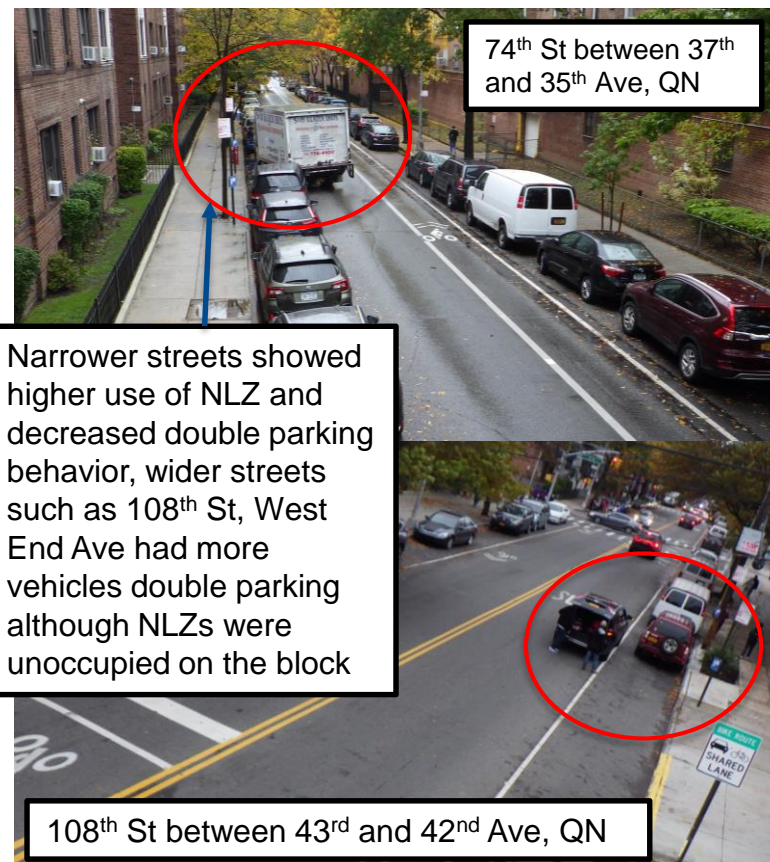 74th St between 37th
and 35th Ave, QN
Narrower streets showed
higher use of NLZ and
decreased double parking
behavior, wider streets
such as 108th St, West
End Ave had more
vehicles double parking
although NLZs were
unoccupied on the block
BIKE ROUTE
SHARED
LANE
108th St between 43rd and 42nd Ave, QN